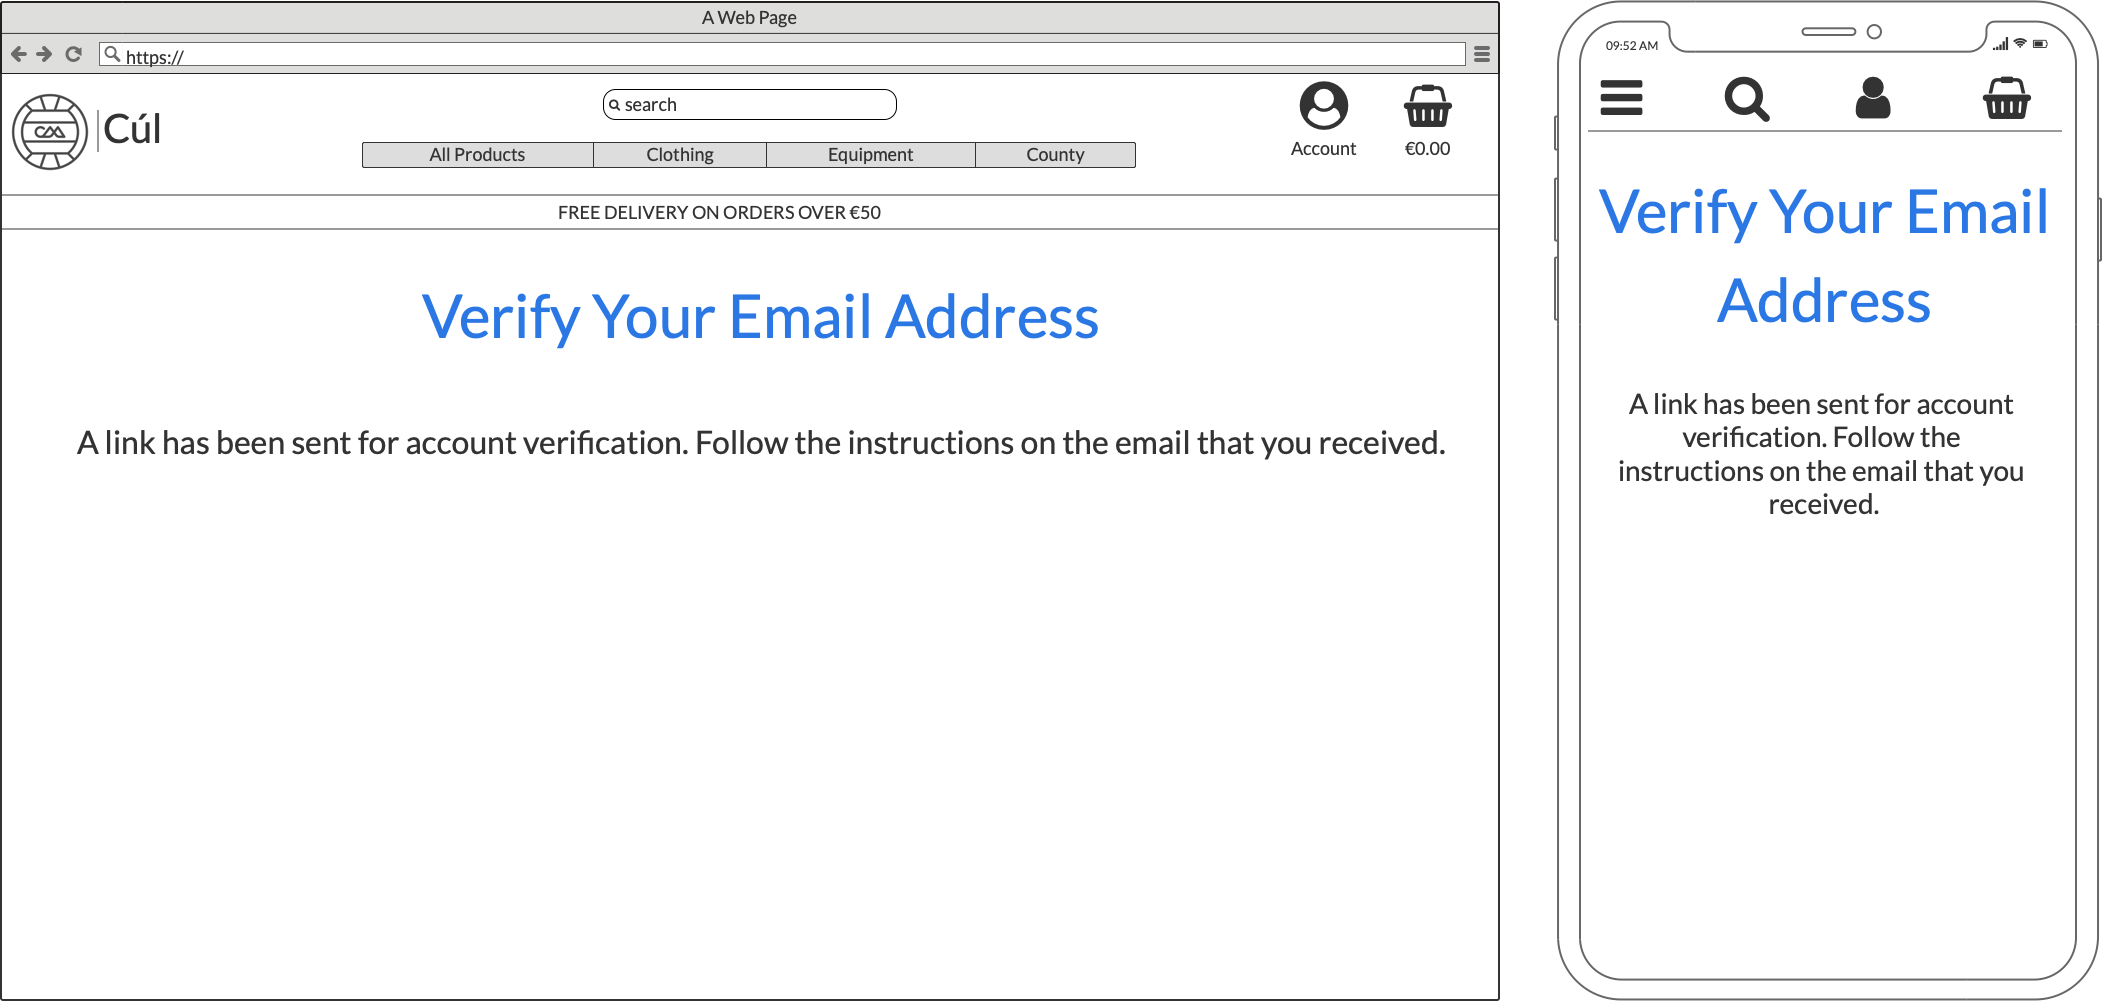 A Web Page
https://
Cúl
search
All Products Clothing Equipment County
Account €0.00
FREE DELIVERY ON ORDERS OVER €50
Verify Your Email Address
A link has been sent for account verification. Follow the instructions on the email that you received.
09:52 AM
Verify Your Email
Address
A link has been sent for account
verification. Follow the
instructions on the email that you
received.